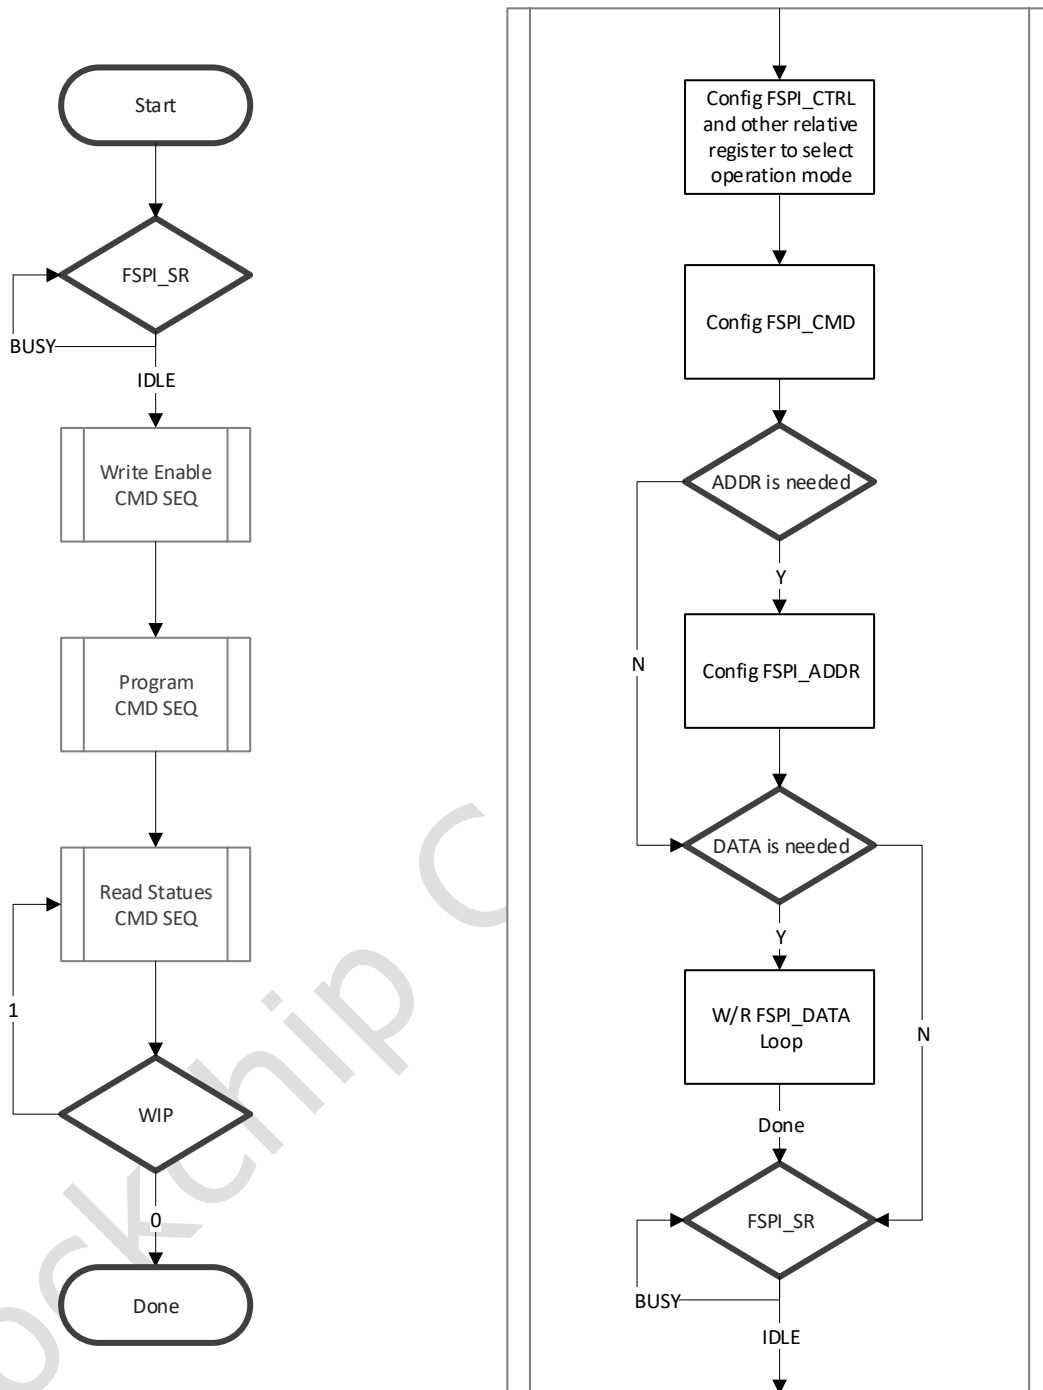 Start
FSPI_SR
BUSY
IDLE
Write Enable
CMD SEQ
Program
CMD SEQ
Read Statues
CMD SEQ
1
WIP
0
Done
Config FSPI_CTRL
and other relative
register to select
operation mode
Config FSPI_CMD
ADDR is needed
Y
N
Config FSPI_ADDR
DATA is needed
Y
N
W/R FSPI_DATA
Loop
Done
FSPI_SR
BUSY
IDLE
ockchip C